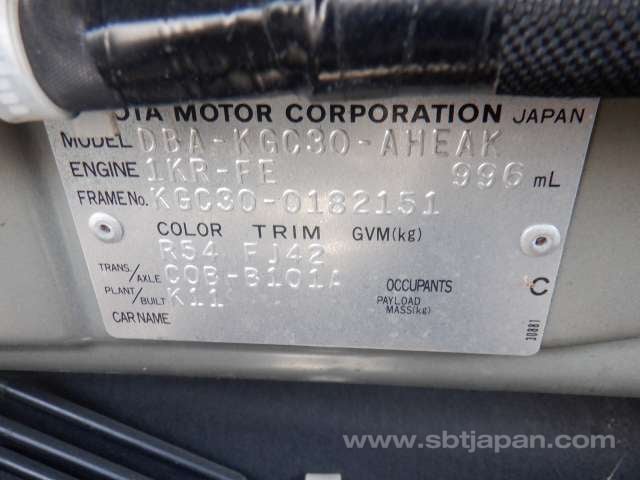 OTA MOTOR CORPORATION JAPAN
MODEL DBA-KGC30-AHEAK
ENGINE 1KR-FE 996 mL
FRAME No. KGC30-0182151
COLOR TRIM GVM(kg)
R54 FJ42
TRANS./AXLE C0B-B101A OCCUPANTS C
PLANT/BUILT K11 PAYLOAD MASS(kg)
CAR NAME
30881
www.sbtjapan.com